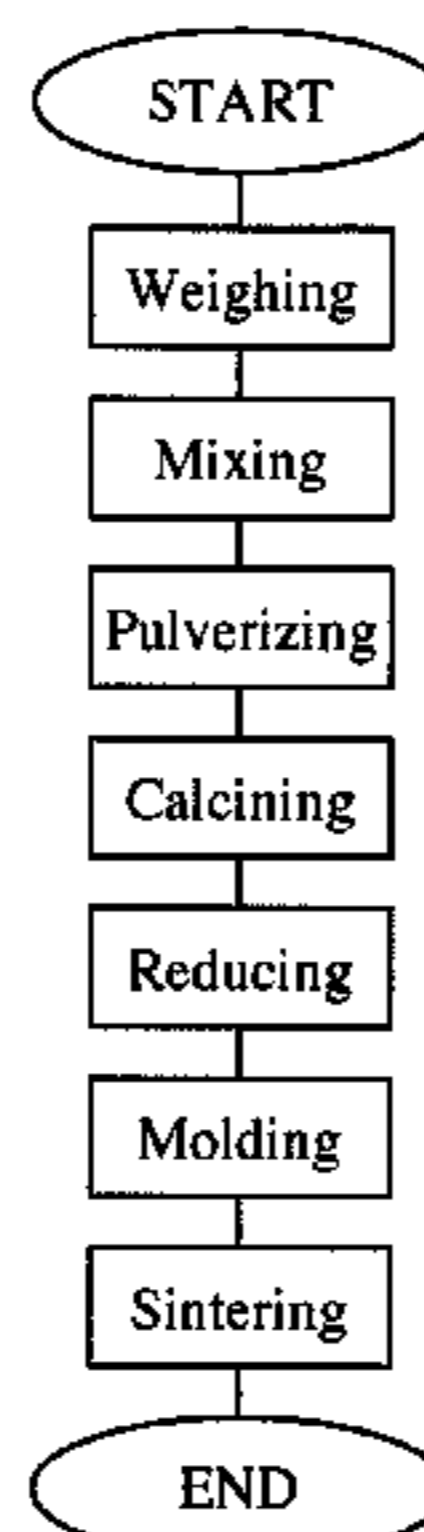 START
Weighing
Mixing
Pulverizing
Calcining
Reducing
Molding
Sintering
END